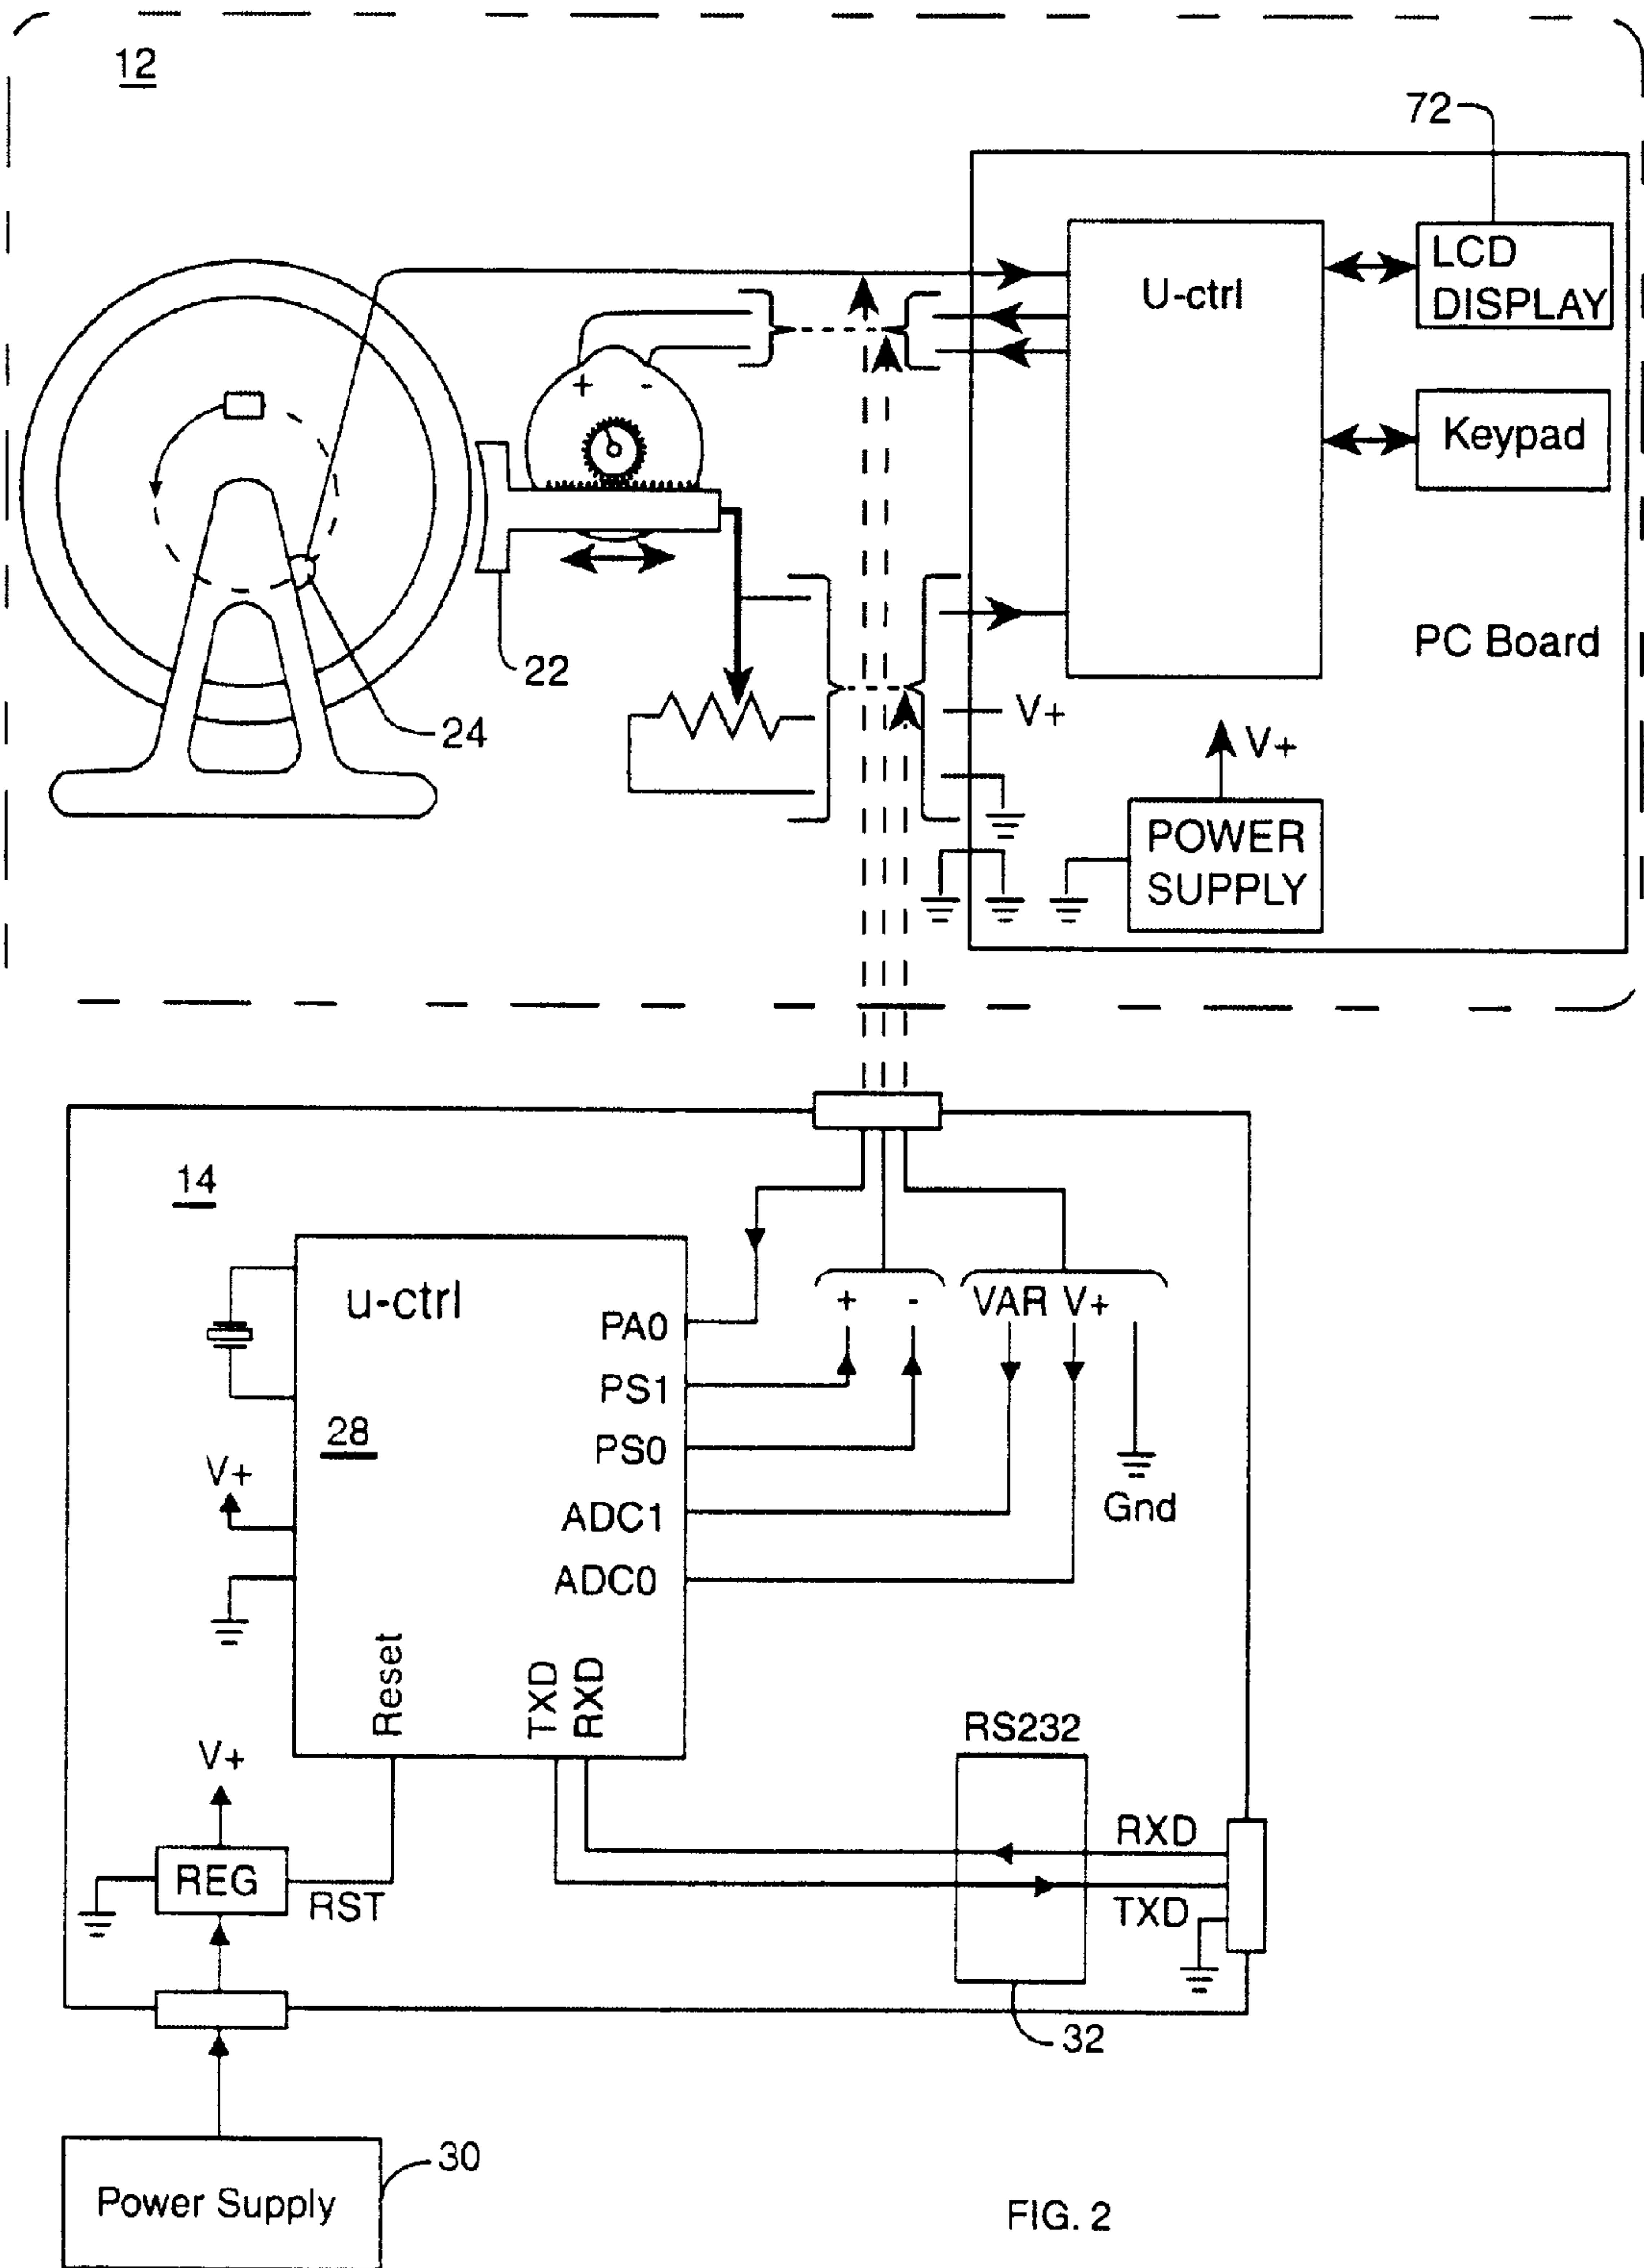 12
72
U-ctrl
LCD
DISPLAY
Keypad
+ -
22
24
PC Board
V+
V+
POWER
SUPPLY
14
u-ctrl
28
PA0
PS1
PS0
ADC1
ADC0
+ -
VAR V+
Gnd
V+
Reset
TXD
RXD
RS232
V+
REG
RST
RXD
TXD
32
30
Power Supply
FIG. 2